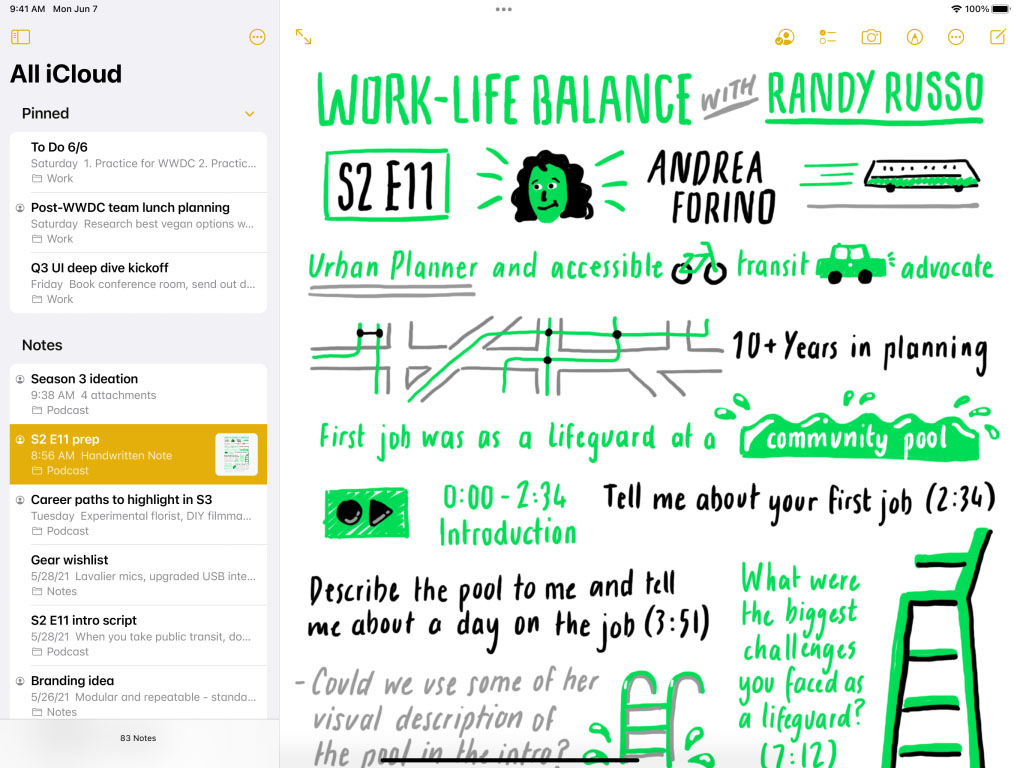 9:41 AM Mon Jun 7
100%
All iCloud
Pinned
To Do 6/6
Saturday 1. Practice for WWDC 2. Practic...
Work
Post-WWDC team lunch planning
Saturday Research best vegan options w...
Work
Q3 UI deep dive kickoff
Friday Book conference room, send out d...
Work
Notes
Season 3 ideation
9:38 AM 4 attachments
Podcast
S2 E11 prep
8:56 AM Handwritten Note
Podcast
Career paths to highlight in S3
Tuesday Experimental florist, DIY filmma...
Podcast
Gear wishlist
5/28/21 Lavalier mics, upgraded USB inte...
Notes
S2 E11 intro script
5/28/21 When you take public transit, do...
Podcast
Branding idea
5/26/21 Modular and repeatable - standa...
Notes
83 Notes
WORK-LIFE BALANCE WITH RANDY RUSSO
S2 E11
ANDREA
FORINO
Urban Planner and accessible transit advocate
10+ Years in planning
First job was as a lifeguard at a community pool
0:00 - 2:34
Introduction
Tell me about your first job (2:34)
Describe the pool to me and tell
me about a day on the job (3:51)
- Could we use some of her
visual description of
the pool in the intro?
What were
the biggest
challenges
you faced as
a lifeguard?
(7:12)